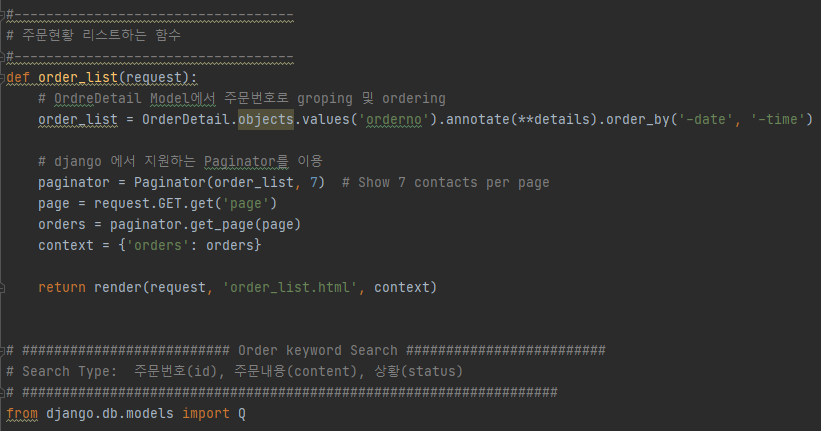 #-----------------------------------
# 주문현황 리스트하는 함수
#-----------------------------------
def order_list(request):
# OrdreDetail Model에서 주문번호로 groping 및 ordering
order_list = OrderDetail.objects.values('orderno').annotate(**details).order_by('-date', '-time')
# django 에서 지원하는 Paginator를 이용
paginator = Paginator(order_list, 7)  # Show 7 contacts per page
page = request.GET.get('page')
orders = paginator.get_page(page)
context = {'orders': orders}
return render(request, 'order_list.html', context)
# ########################## Order keyword Search #########################
# Search Type:  주문번호(id), 주문내용(content), 상황(status)
# ###################################################################
from django.db.models import Q